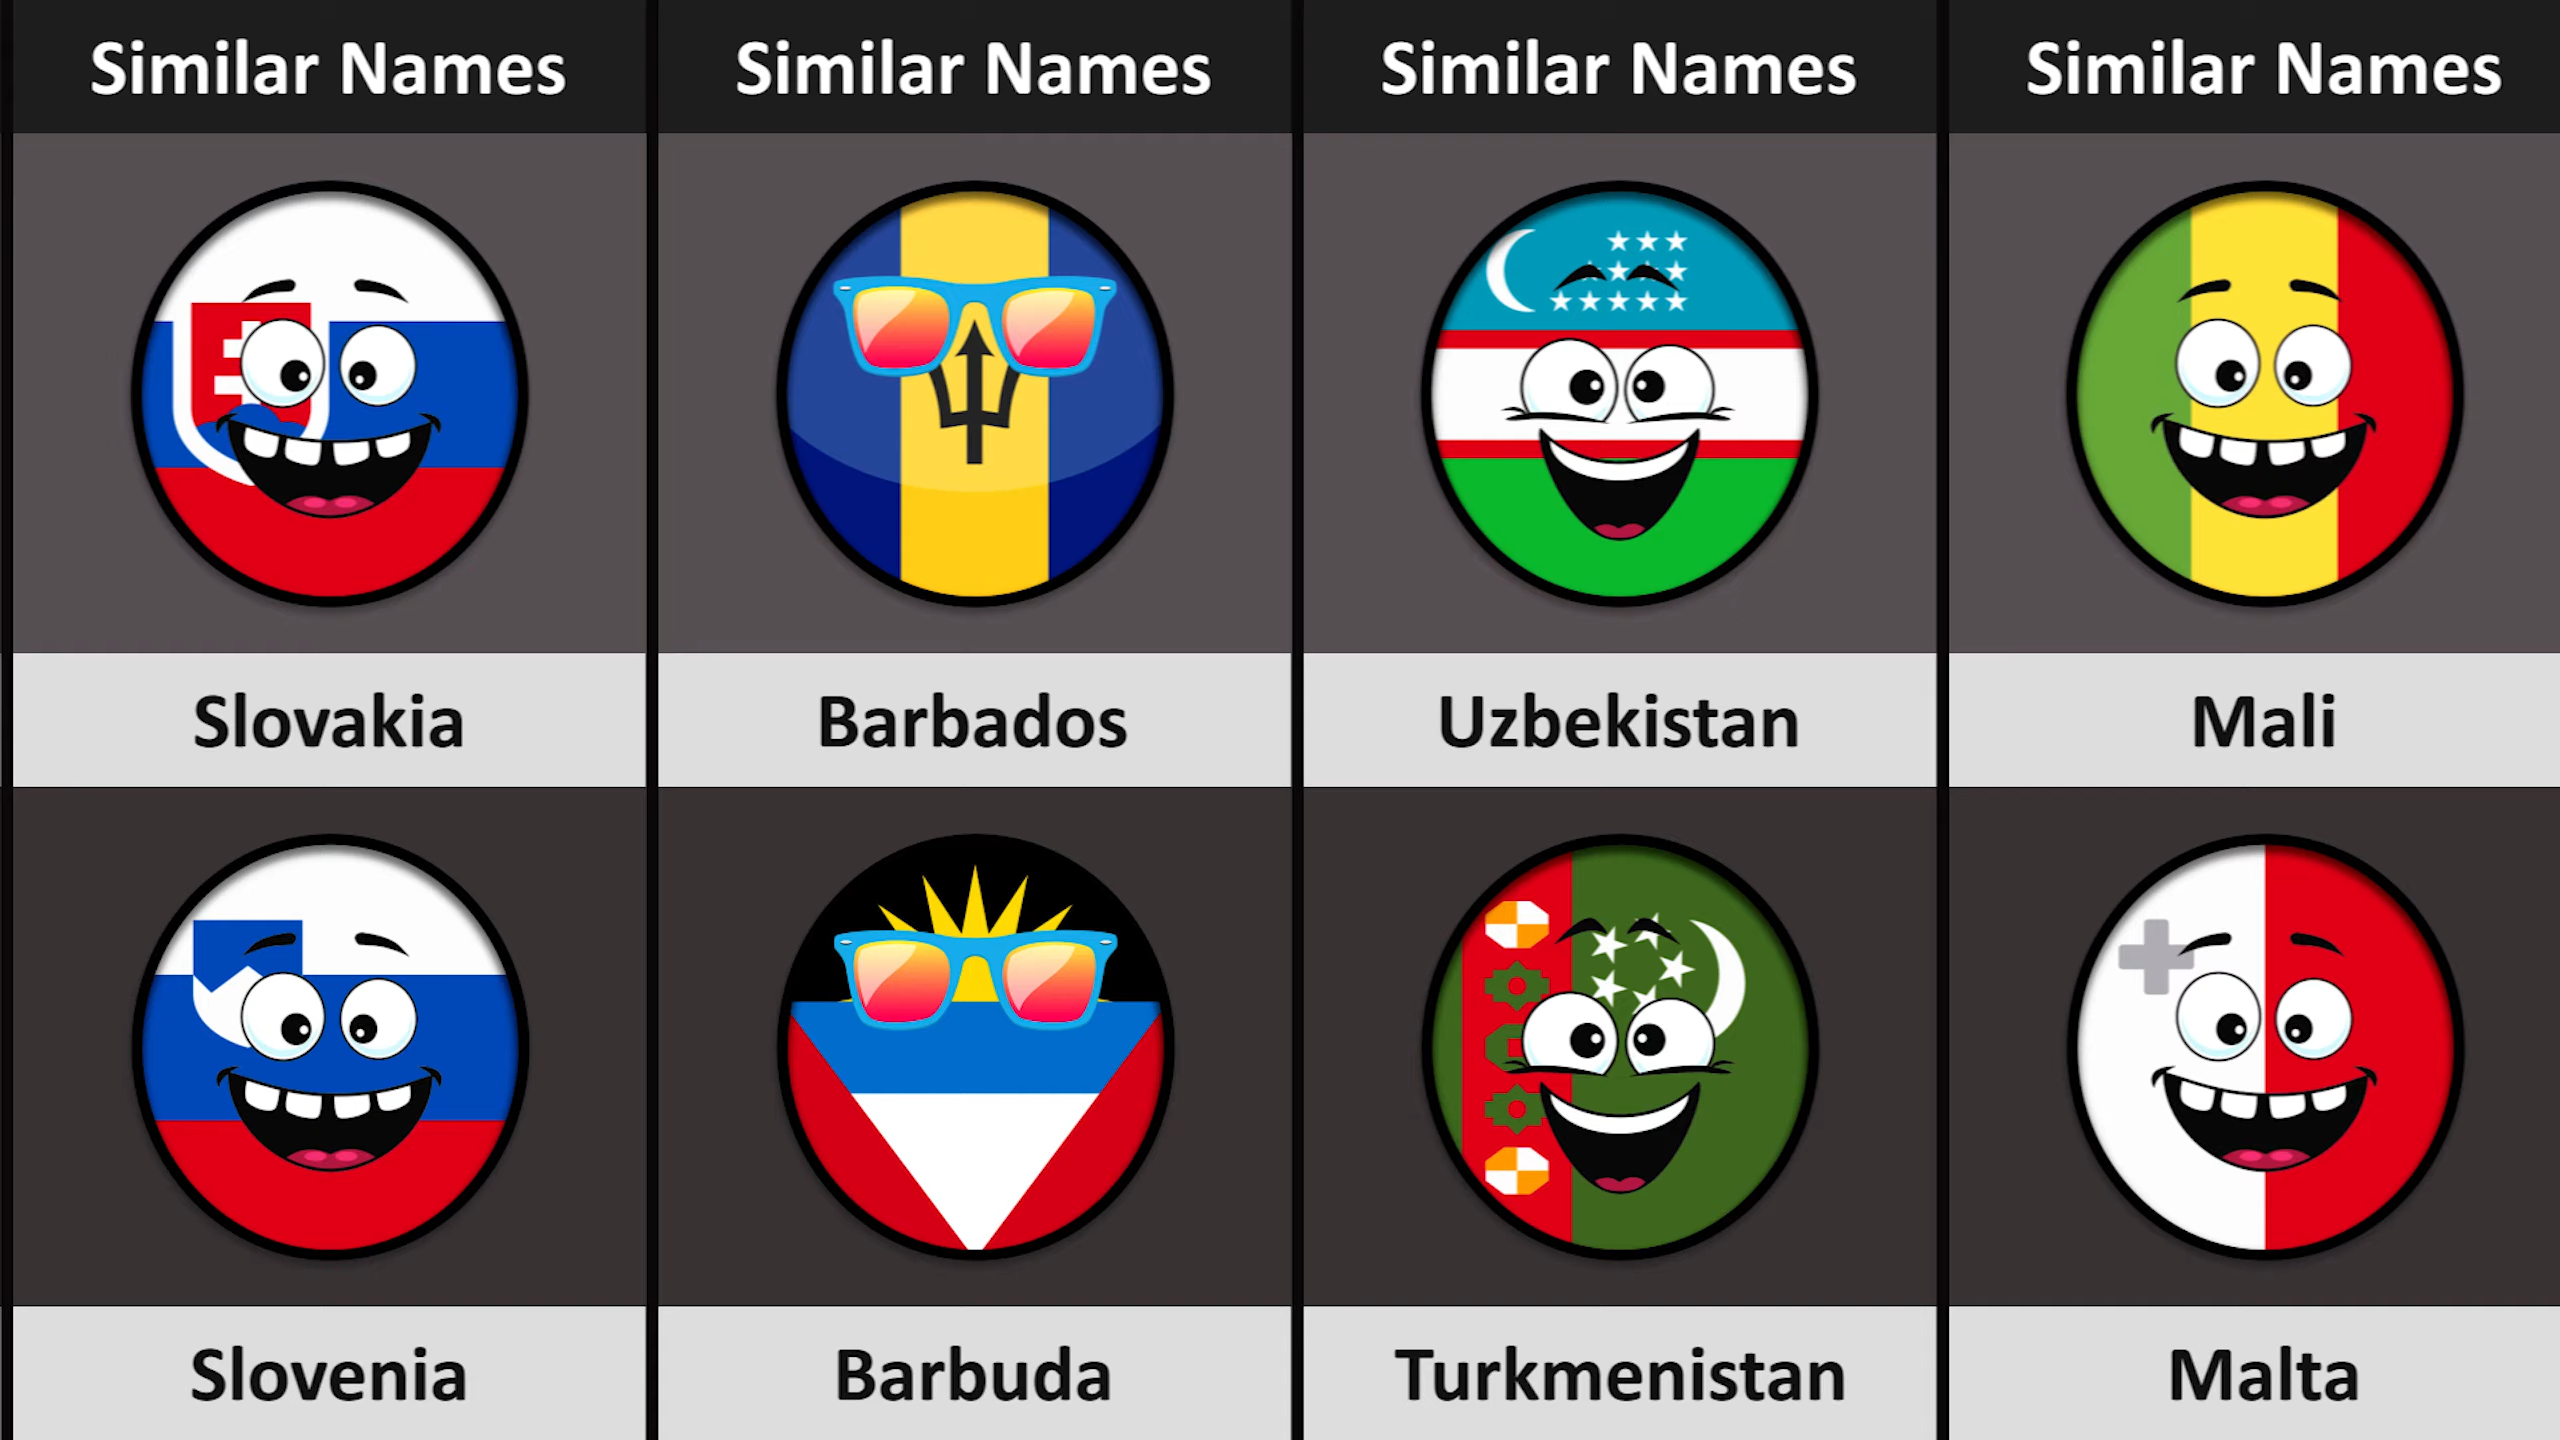 Similar Names
Similar Names
Similar Names
Similar Names
Slovakia
Barbados
Uzbekistan
Mali
Slovenia
Barbuda
Turkmenistan
Malta